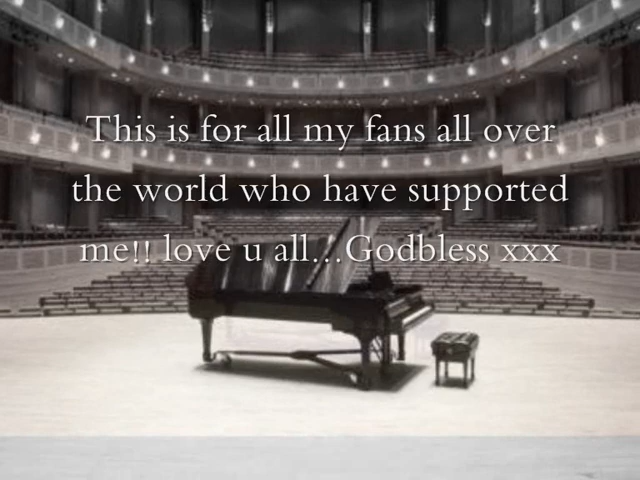 This is for all my fans all over
the world who have supported
me!! love u all...Godbless xxx